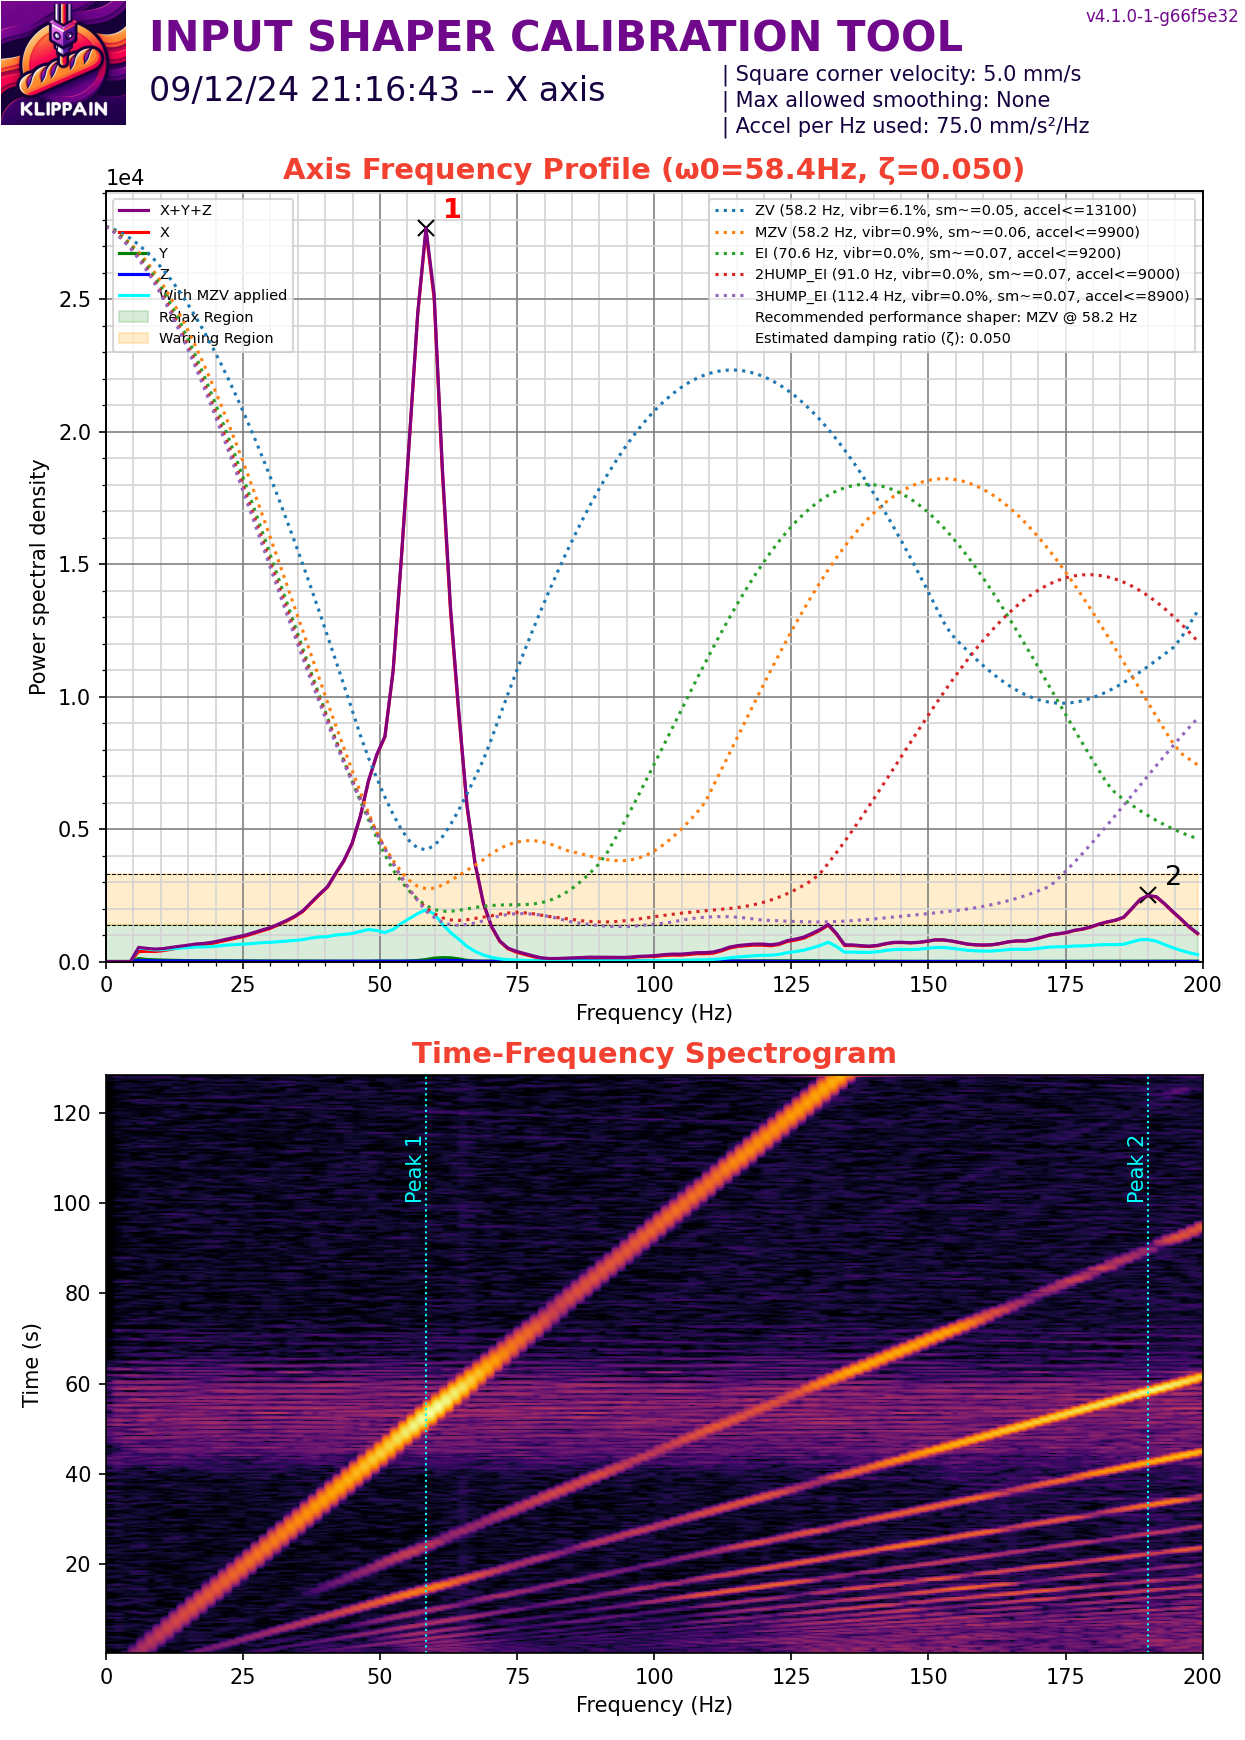 v4.1.0-1-g66f5e32
INPUT SHAPER CALIBRATION TOOL
09/12/24 21:16:43 -- X axis
| Square corner velocity: 5.0 mm/s
| Max allowed smoothing: None
| Accel per Hz used: 75.0 mm/s²/Hz
KLIPPAIN
Axis Frequency Profile (ω0=58.4Hz, ζ=0.050)
1e4
X+Y+Z
X
Y
Z
With MZV applied
Relax Region
Warning Region
1
ZV (58.2 Hz, vibr=6.1%, sm~=0.05, accel<=13100)
MZV (58.2 Hz, vibr=0.9%, sm~=0.06, accel<=9900)
EI (70.6 Hz, vibr=0.0%, sm~=0.07, accel<=9200)
2HUMP_EI (91.0 Hz, vibr=0.0%, sm~=0.07, accel<=9000)
3HUMP_EI (112.4 Hz, vibr=0.0%, sm~=0.07, accel<=8900)
Recommended performance shaper: MZV @ 58.2 Hz
Estimated damping ratio (ζ): 0.050
2.5
2.0
1.5
1.0
0.5
0.0
Power spectral density
2
0 25 50 75 100 125 150 175 200
Frequency (Hz)
Time-Frequency Spectrogram
120
100
80
60
40
20
Time (s)
Peak 1
Peak 2
0 25 50 75 100 125 150 175 200
Frequency (Hz)